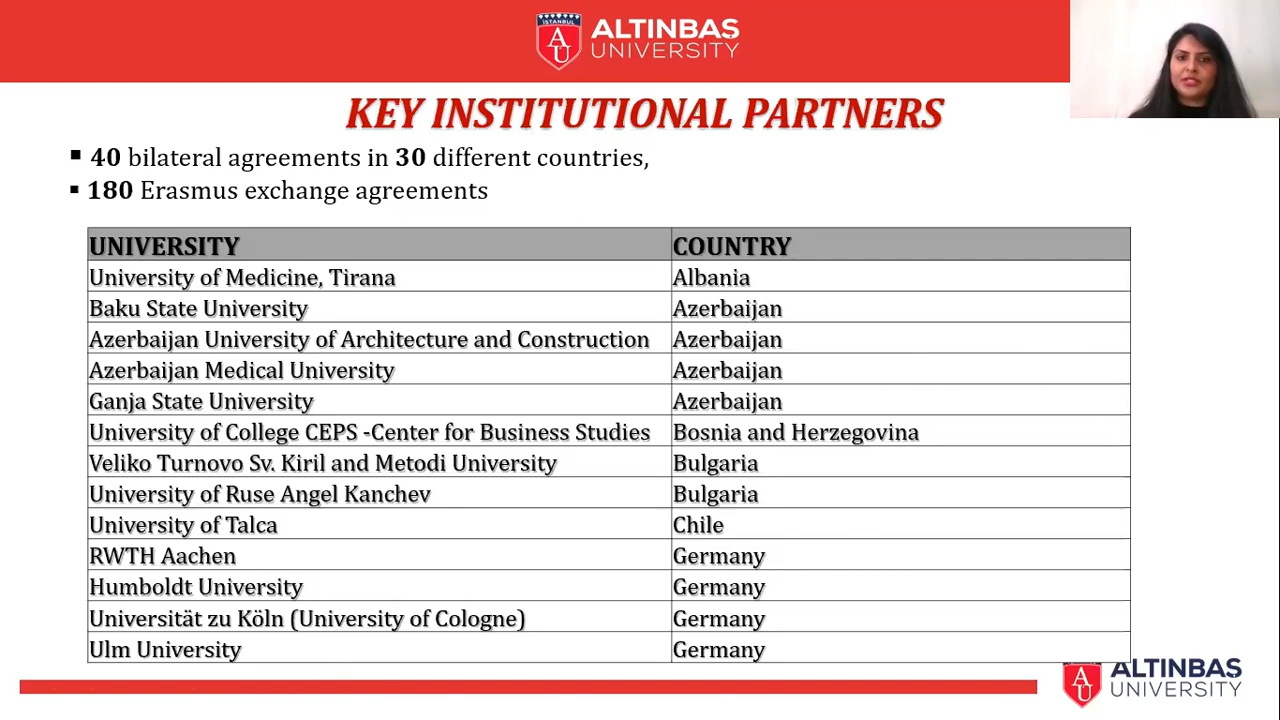 İSTANBUL
AU
ALTINBAS
UNIVERSITY
KEY INSTITUTIONAL PARTNERS
▪ 40 bilateral agreements in 30 different countries,
▪ 180 Erasmus exchange agreements
UNIVERSITY COUNTRY
University of Medicine, Tirana Albania
Baku State University Azerbaijan
Azerbaijan University of Architecture and Construction Azerbaijan
Azerbaijan Medical University Azerbaijan
Ganja State University Azerbaijan
University of College CEPS -Center for Business Studies Bosnia and Herzegovina
Veliko Turnovo Sv. Kiril and Metodi University Bulgaria
University of Ruse Angel Kanchev Bulgaria
University of Talca Chile
RWTH Aachen Germany
Humboldt University Germany
Universität zu Köln (University of Cologne) Germany
Ulm University Germany
AU
ALTINBAS
UNIVERSITY